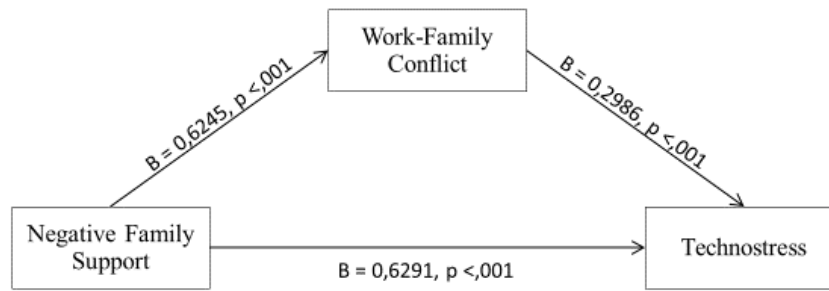 Work-Family
Conflict
B = 0,6245, p <,001
B = 0,2986, p <,001
Negative Family
Support
Technostress
B = 0,6291, p <,001